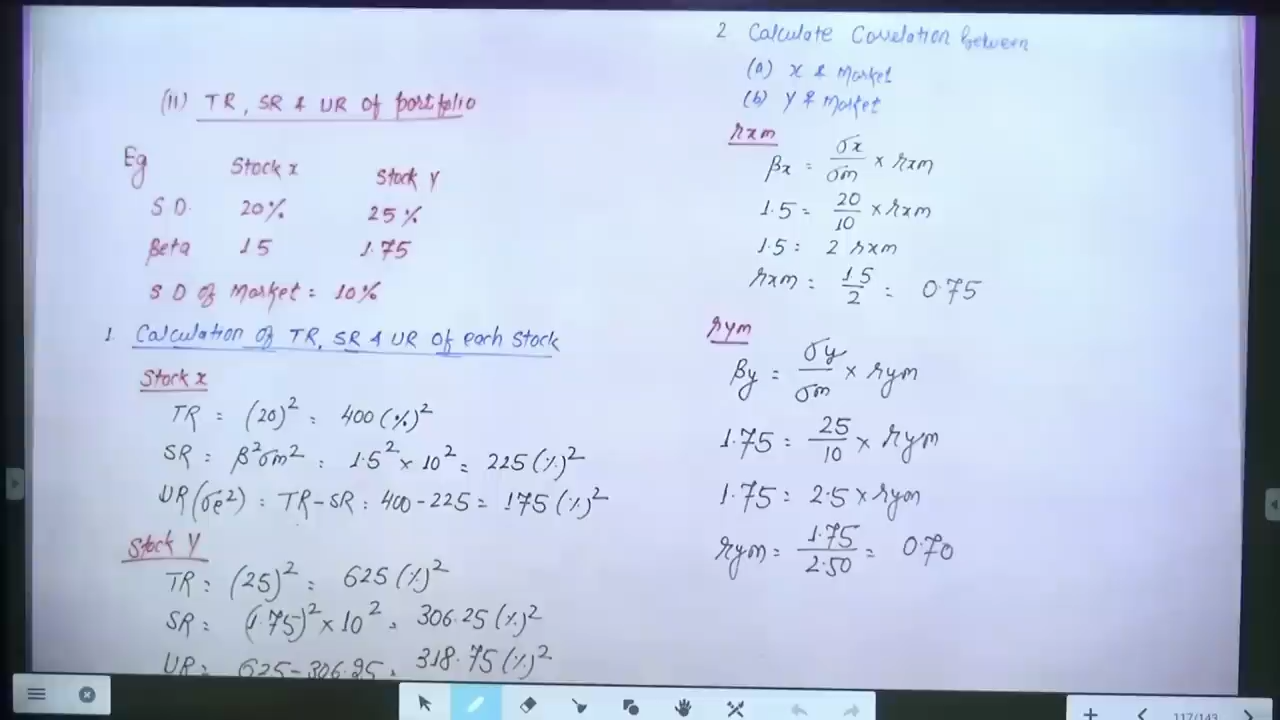 (ii) TR, SR & UR of portfolio
Eg Stock x Stock Y
S D. 20% 25%
Beta 1.5 1.75
S D of Market = 10%
1. Calculation of TR, SR & UR of each Stock
Stock x
TR = (20)² = 400 (%)²
SR = β²σm² = 1.5² × 10² = 225 (%)²
UR (σe²) = TR - SR = 400 - 225 = 175 (%)²
Stock Y
TR = (25)² = 625 (%)²
SR = (1.75)² × 10² = 306.25 (%)²
UR = 625 - 306.25 = 318.75 (%)²
2 Calculate Correlation Between
(a) x & Market
(b) Y & Market
rxm
βx = σx/σm × rxm
1.5 = 20/10 × rxm
1.5 = 2 rxm
rxm = 1.5/2 = 0.75
rym
βy = σy/σm × rym
1.75 = 25/10 × rym
1.75 = 2.5 × rym
rym = 1.75/2.50 = 0.70
117/143